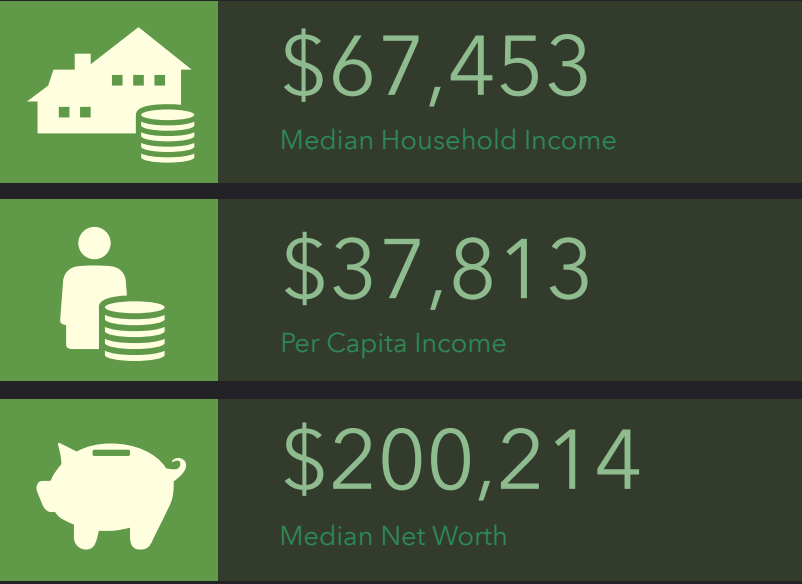 $67,453
Median Household Income
$37,813
Per Capita Income
$200,214
Median Net Worth